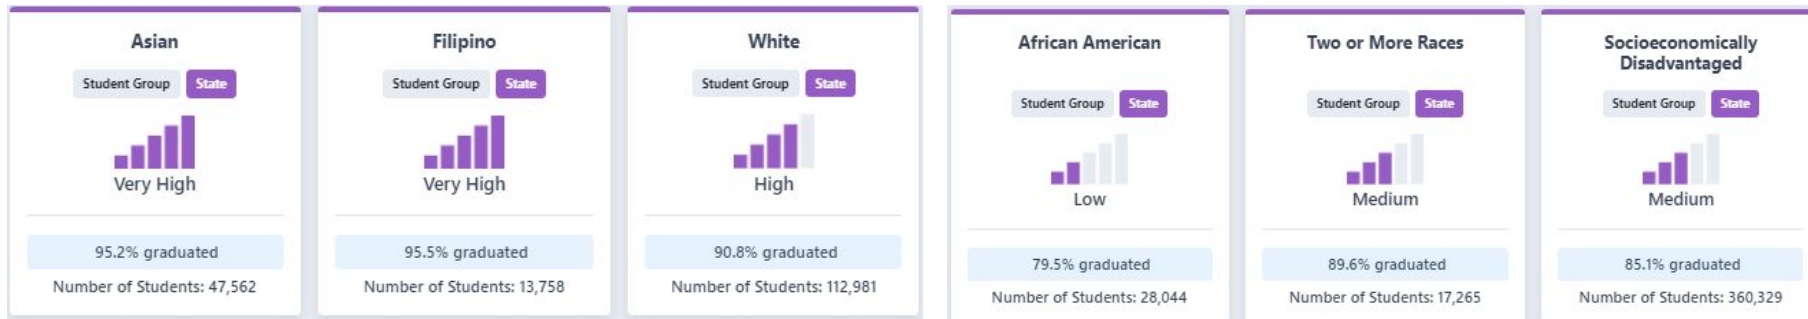 Asian
Student Group State
Very High
95.2% graduated
Number of Students: 47,562
Filipino
Student Group State
Very High
95.5% graduated
Number of Students: 13,758
White
Student Group State
High
90.8% graduated
Number of Students: 112,981
African American
Student Group State
Low
79.5% graduated
Number of Students: 28,044
Two or More Races
Student Group State
Medium
89.6% graduated
Number of Students: 17,265
Socioeconomically
Disadvantaged
Student Group State
Medium
85.1% graduated
Number of Students: 360,329